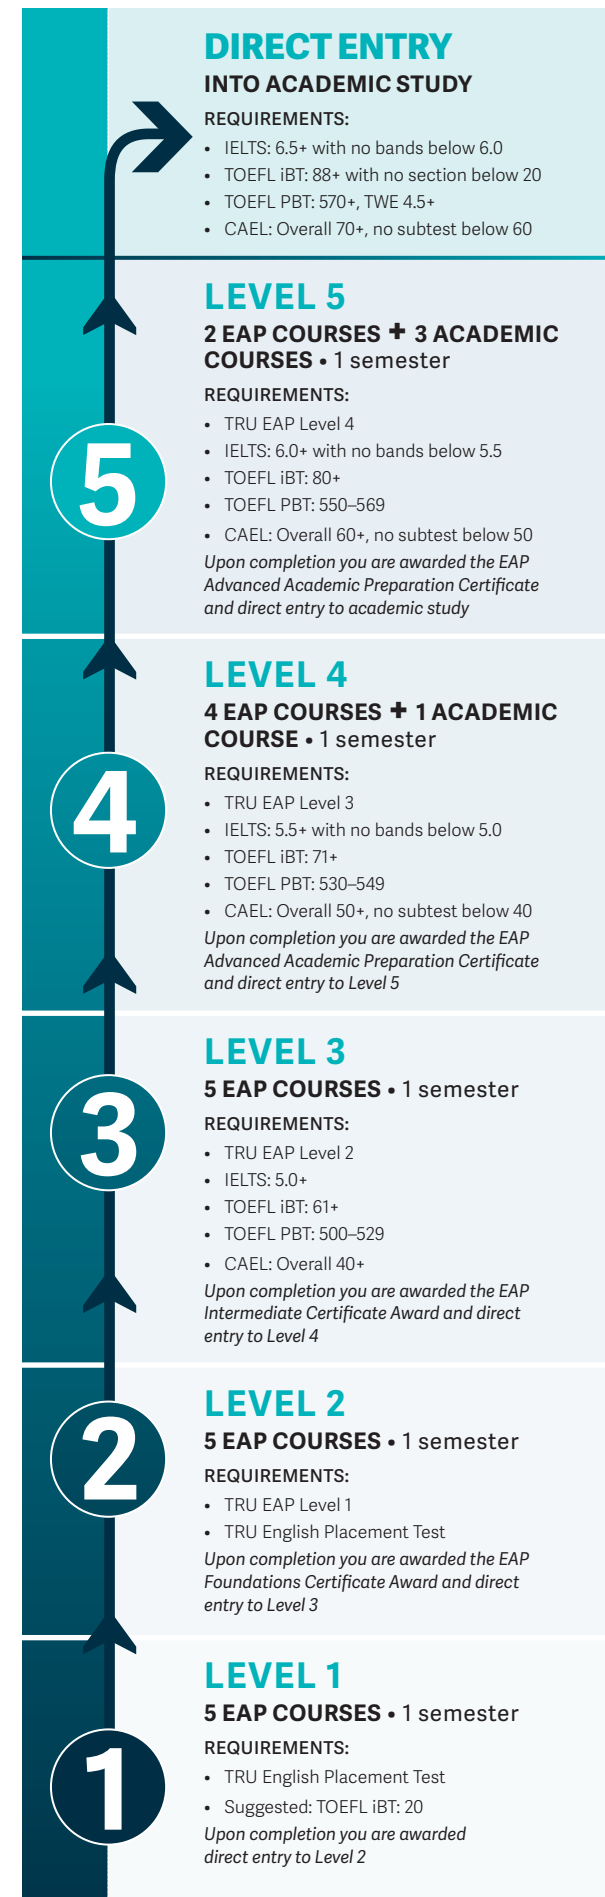 DIRECT ENTRY
INTO ACADEMIC STUDY
REQUIREMENTS:
• IELTS: 6.5+ with no bands below 6.0
• TOEFL iBT: 88+ with no section below 20
• TOEFL PBT: 570+, TWE 4.5+
• CAEL: Overall 70+, no subtest below 60
5
LEVEL 5
2 EAP COURSES + 3 ACADEMIC
COURSES • 1 semester
REQUIREMENTS:
• TRU EAP Level 4
• IELTS: 6.0+ with no bands below 5.5
• TOEFL iBT: 80+
• TOEFL PBT: 550–569
• CAEL: Overall 60+, no subtest below 50
Upon completion you are awarded the EAP
Advanced Academic Preparation Certificate
and direct entry to academic study
4
LEVEL 4
4 EAP COURSES + 1 ACADEMIC
COURSE • 1 semester
REQUIREMENTS:
• TRU EAP Level 3
• IELTS: 5.5+ with no bands below 5.0
• TOEFL iBT: 71+
• TOEFL PBT: 530–549
• CAEL: Overall 50+, no subtest below 40
Upon completion you are awarded the EAP
Advanced Academic Preparation Certificate
and direct entry to Level 5
3
LEVEL 3
5 EAP COURSES • 1 semester
REQUIREMENTS:
• TRU EAP Level 2
• IELTS: 5.0+
• TOEFL iBT: 61+
• TOEFL PBT: 500–529
• CAEL: Overall 40+
Upon completion you are awarded the EAP
Intermediate Certificate Award and direct
entry to Level 4
2
LEVEL 2
5 EAP COURSES • 1 semester
REQUIREMENTS:
• TRU EAP Level 1
• TRU English Placement Test
Upon completion you are awarded the EAP
Foundations Certificate Award and direct
entry to Level 3
1
LEVEL 1
5 EAP COURSES • 1 semester
REQUIREMENTS:
• TRU English Placement Test
• Suggested: TOEFL iBT: 20
Upon completion you are awarded
direct entry to Level 2